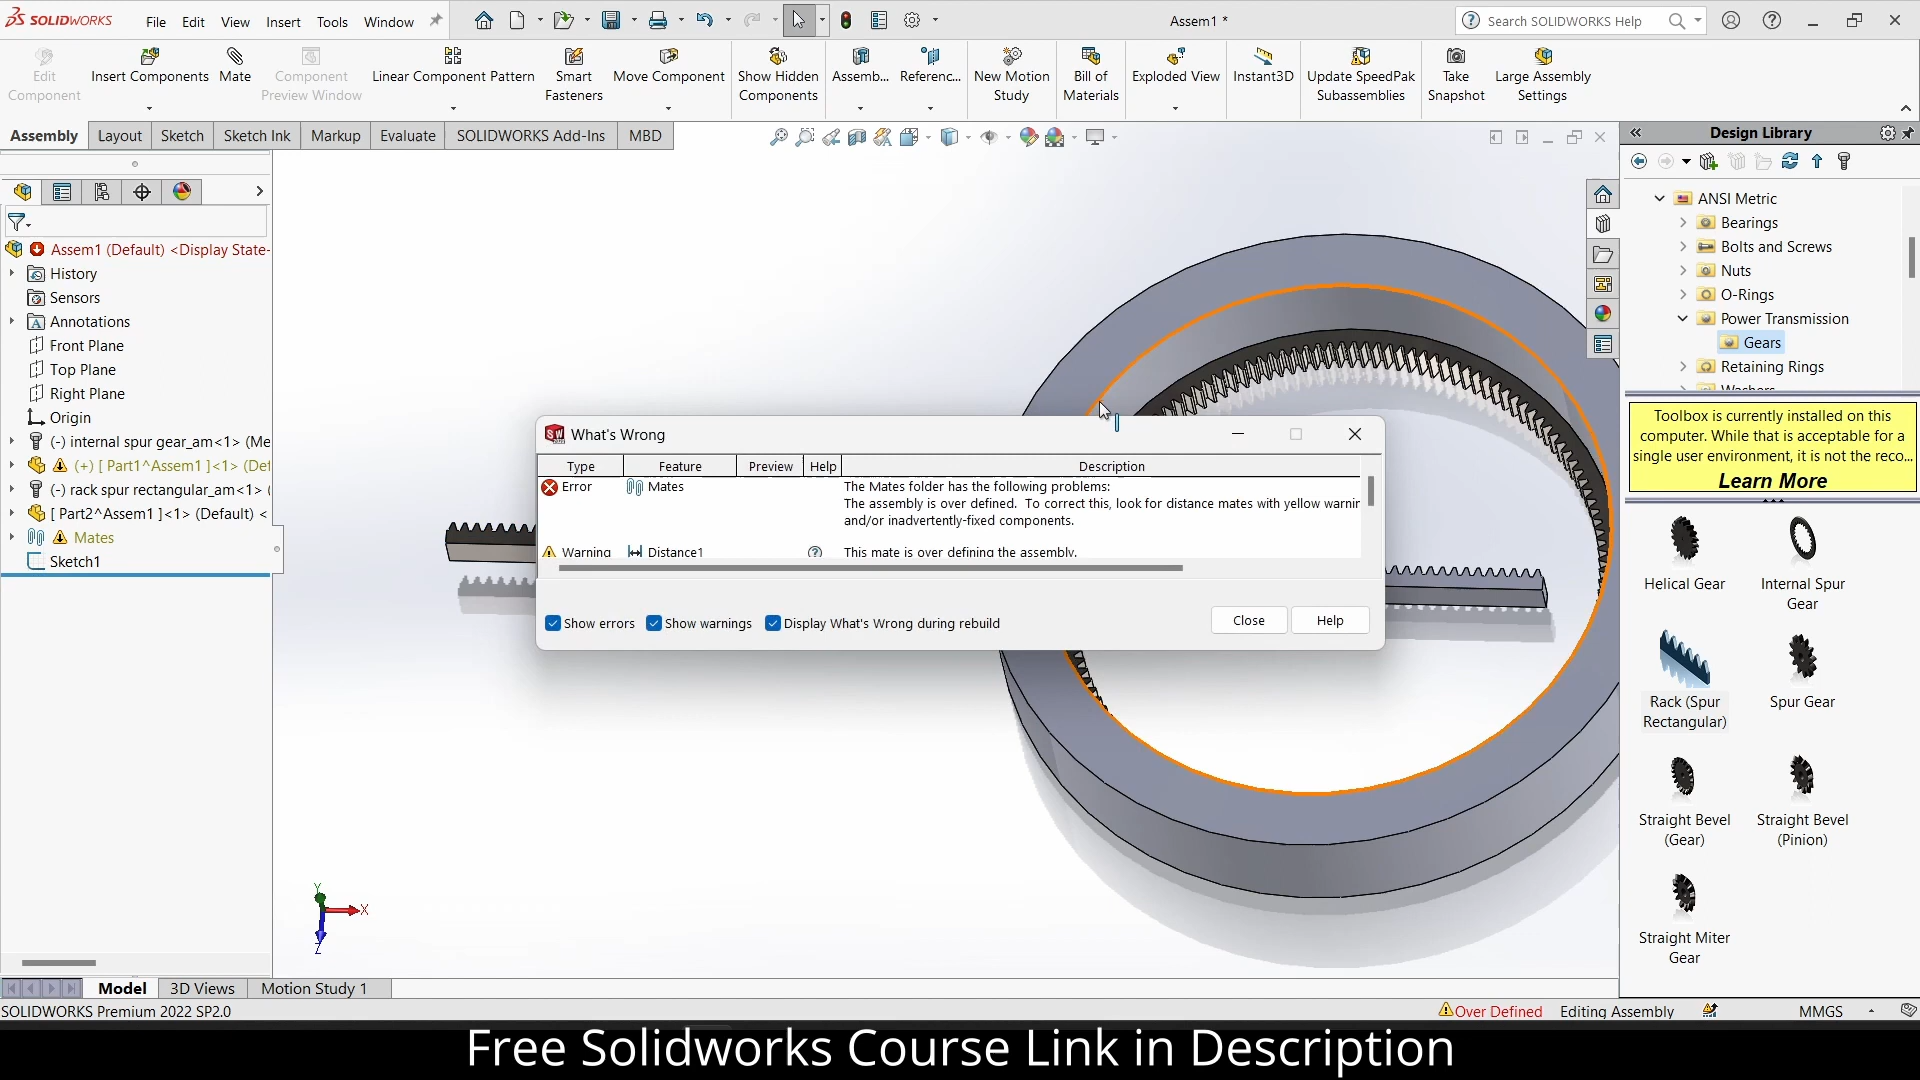 SOLIDWORKS
File Edit View Insert Tools Window
Assem1 *
Search SOLIDWORKS Help
Edit Component
Insert Components
Mate
Component Preview Window
Linear Component Pattern
Smart Fasteners
Move Component
Show Hidden Components
Assemb...
Referenc...
New Motion Study
Bill of Materials
Exploded View
Instant3D
Update SpeedPak Subassemblies
Take Snapshot
Large Assembly Settings
Assembly Layout Sketch Sketch Ink Markup Evaluate SOLIDWORKS Add-Ins MBD
Assem1 (Default) <Display State-
History
Sensors
Annotations
Front Plane
Top Plane
Right Plane
Origin
(-) internal spur gear_am<1> (Me
(+) [ Part1^Assem1 ]<1> (Def
(-) rack spur rectangular_am<1> (
[ Part2^Assem1 ]<1> (Default) <
Mates
Sketch1
What's Wrong
Type Feature Preview Help Description
Error Mates The Mates folder has the following problems:
The assembly is over defined. To correct this, look for distance mates with yellow warnin
and/or inadvertently-fixed components.
Warning Distance1 This mate is over defining the assembly.
Show errors Show warnings Display What's Wrong during rebuild
Close Help
Y
X
Z
Design Library
ANSI Metric
Bearings
Bolts and Screws
Nuts
O-Rings
Power Transmission
Gears
Retaining Rings
Washers
Toolbox is currently installed on this
computer. While that is acceptable for a
single user environment, it is not the reco...
Learn More
Helical Gear
Internal Spur Gear
Rack (Spur Rectangular)
Spur Gear
Straight Bevel (Gear)
Straight Bevel (Pinion)
Straight Miter Gear
Model 3D Views Motion Study 1
SOLIDWORKS Premium 2022 SP2.0
Over Defined Editing Assembly MMGS
Free Solidworks Course Link in Description